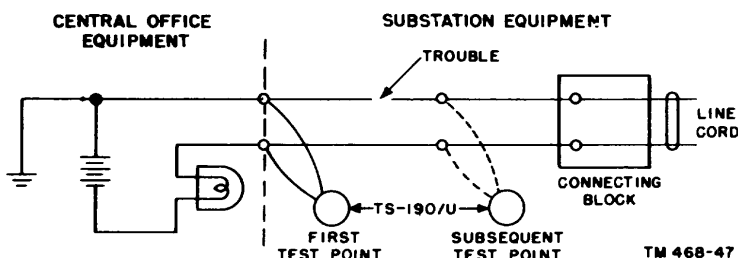 CENTRAL OFFICE
EQUIPMENT
SUBSTATION EQUIPMENT
TROUBLE
LINE
CORD
CONNECTING
BLOCK
TS-190/U
FIRST
TEST POINT
SUBSEQUENT
TEST POINT
TM 468-47